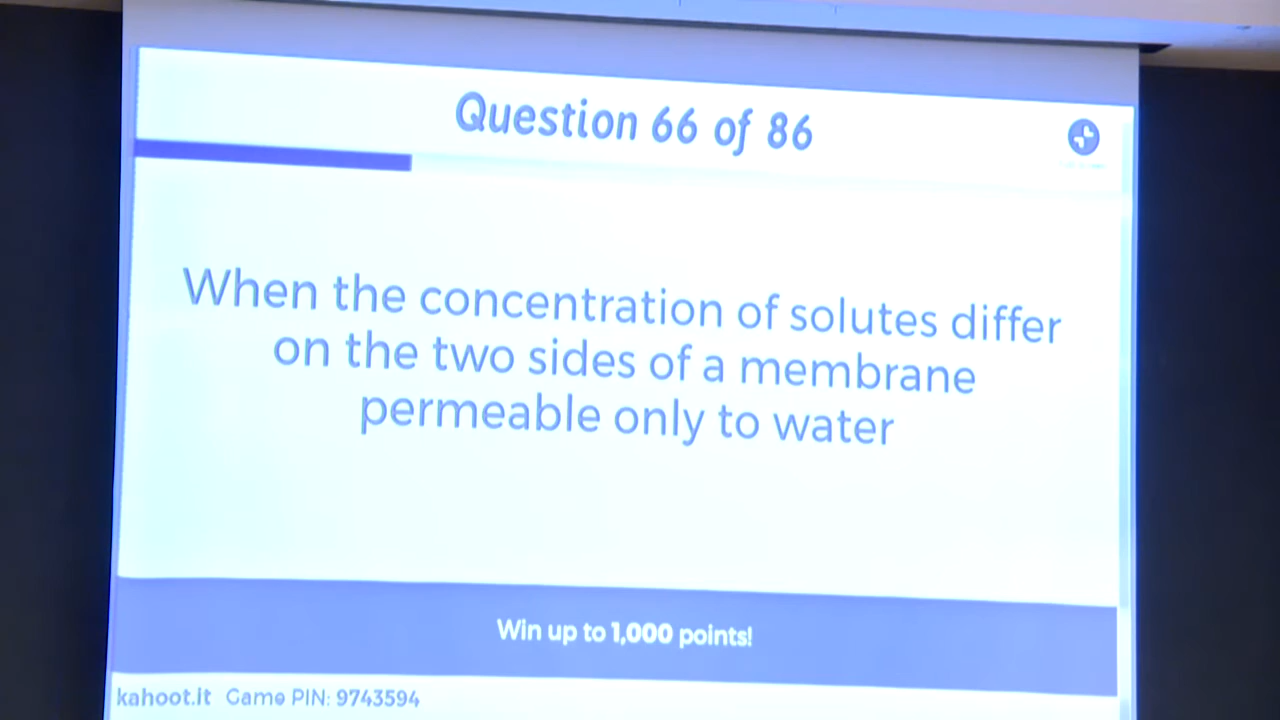 Question 66 of 86
When the concentration of solutes differ
on the two sides of a membrane
permeable only to water
Win up to 1,000 points!
kahoot.it Game PIN: 9743594